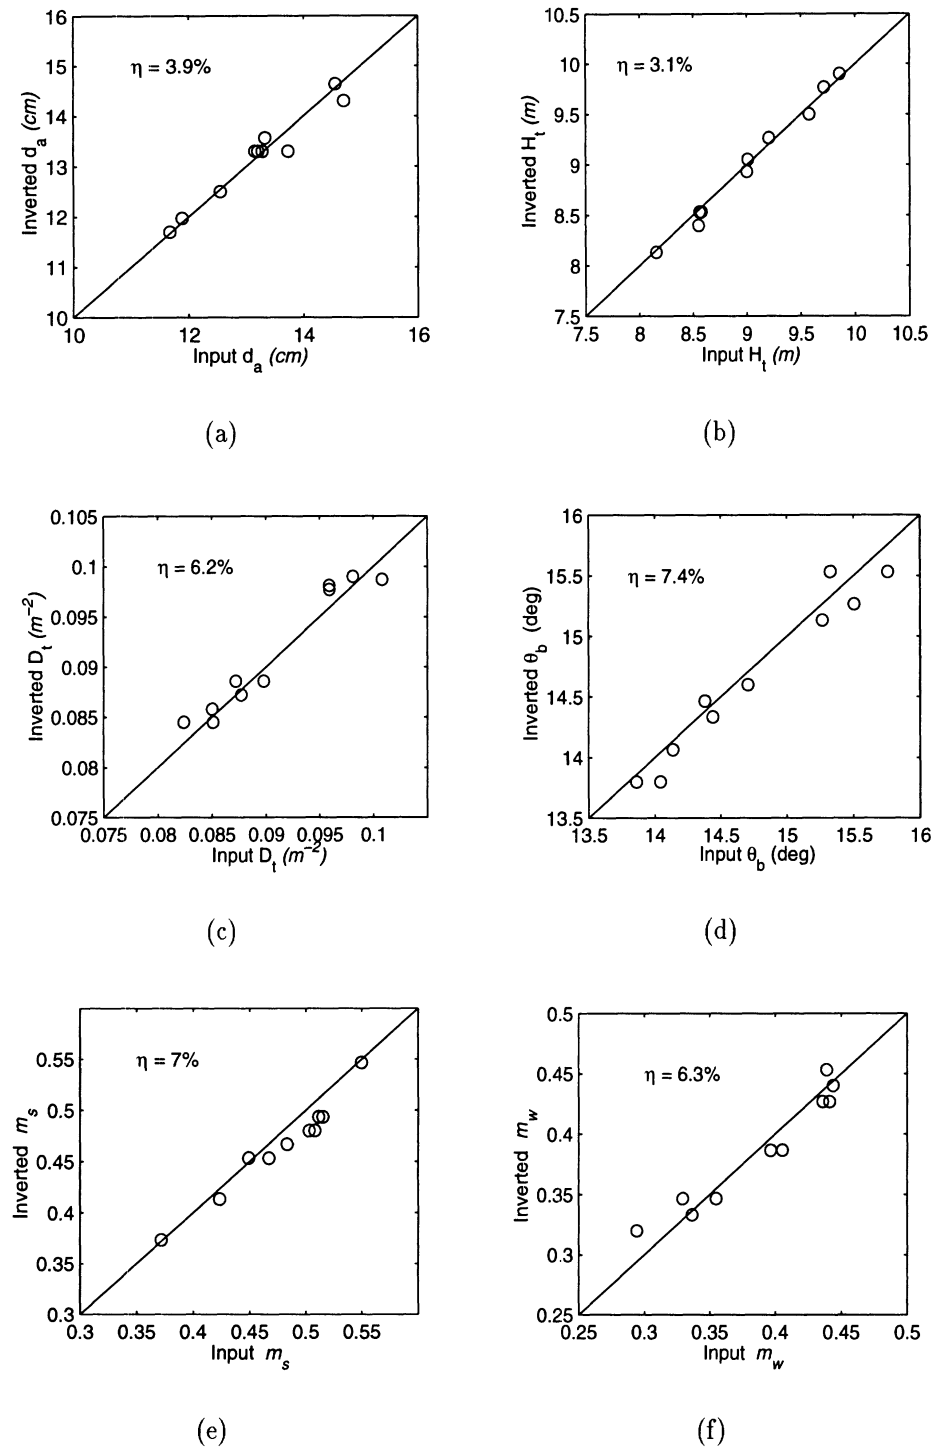 16
15
14
13
12
11
10
η = 3.9%
Inverted d_a (cm)
10 12 14 16
Input d_a (cm)
(a)
10.5
10
9.5
9
8.5
8
7.5
η = 3.1%
Inverted H_t (m)
7.5 8 8.5 9 9.5 10 10.5
Input H_t (m)
(b)
0.105
0.1
0.095
0.09
0.085
0.08
0.075
η = 6.2%
Inverted D_t (m⁻²)
0.075 0.08 0.085 0.09 0.095 0.1
Input D_t (m⁻²)
(c)
16
15.5
15
14.5
14
13.5
η = 7.4%
Inverted θ_b (deg)
13.5 14 14.5 15 15.5 16
Input θ_b (deg)
(d)
0.55
0.5
0.45
0.4
0.35
0.3
η = 7%
Inverted m_s
0.3 0.35 0.4 0.45 0.5 0.55
Input m_s
(e)
0.5
0.45
0.4
0.35
0.3
0.25
η = 6.3%
Inverted m_w
0.25 0.3 0.35 0.4 0.45 0.5
Input m_w
(f)